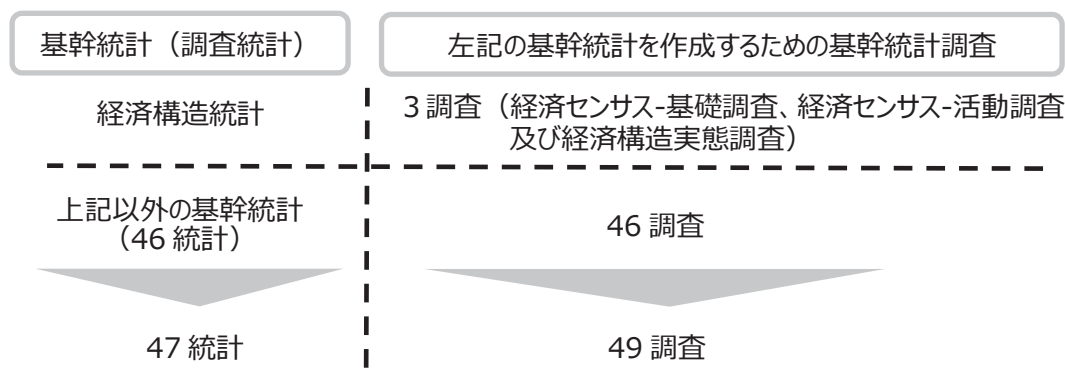 基幹統計（調査統計）
左記の基幹統計を作成するための基幹統計調査
経済構造統計
３調査（経済センサス-基礎調査、経済センサス-活動調査
及び経済構造実態調査）
上記以外の基幹統計
（46 統計）
46 調査
47 統計
49 調査